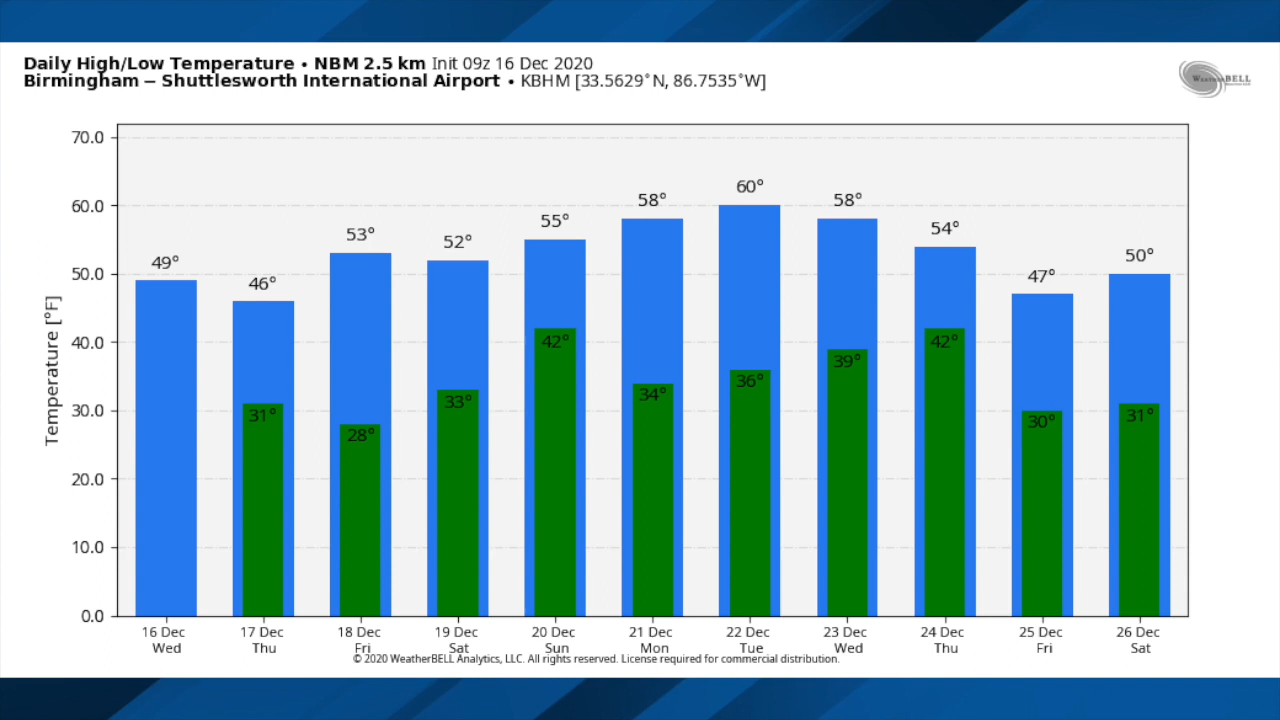 Daily High/Low Temperature • NBM 2.5 km Init 09z 16 Dec 2020
Birmingham — Shuttlesworth International Airport • KBHM [33.5629°N, 86.7535°W]
WeatherBELL
70.0
60.0
50.0
40.0
30.0
20.0
10.0
0.0
Temperature [°F]
49° 46° 53° 52° 55° 58° 60° 58° 54° 47° 50°
31° 28° 33° 42° 34° 36° 39° 42° 30° 31°
16 Dec 17 Dec 18 Dec 19 Dec 20 Dec 21 Dec 22 Dec 23 Dec 24 Dec 25 Dec 26 Dec
Wed Thu Fri Sat Sun Mon Tue Wed Thu Fri Sat
© 2020 WeatherBELL Analytics, LLC. All rights reserved. License required for commercial distribution.